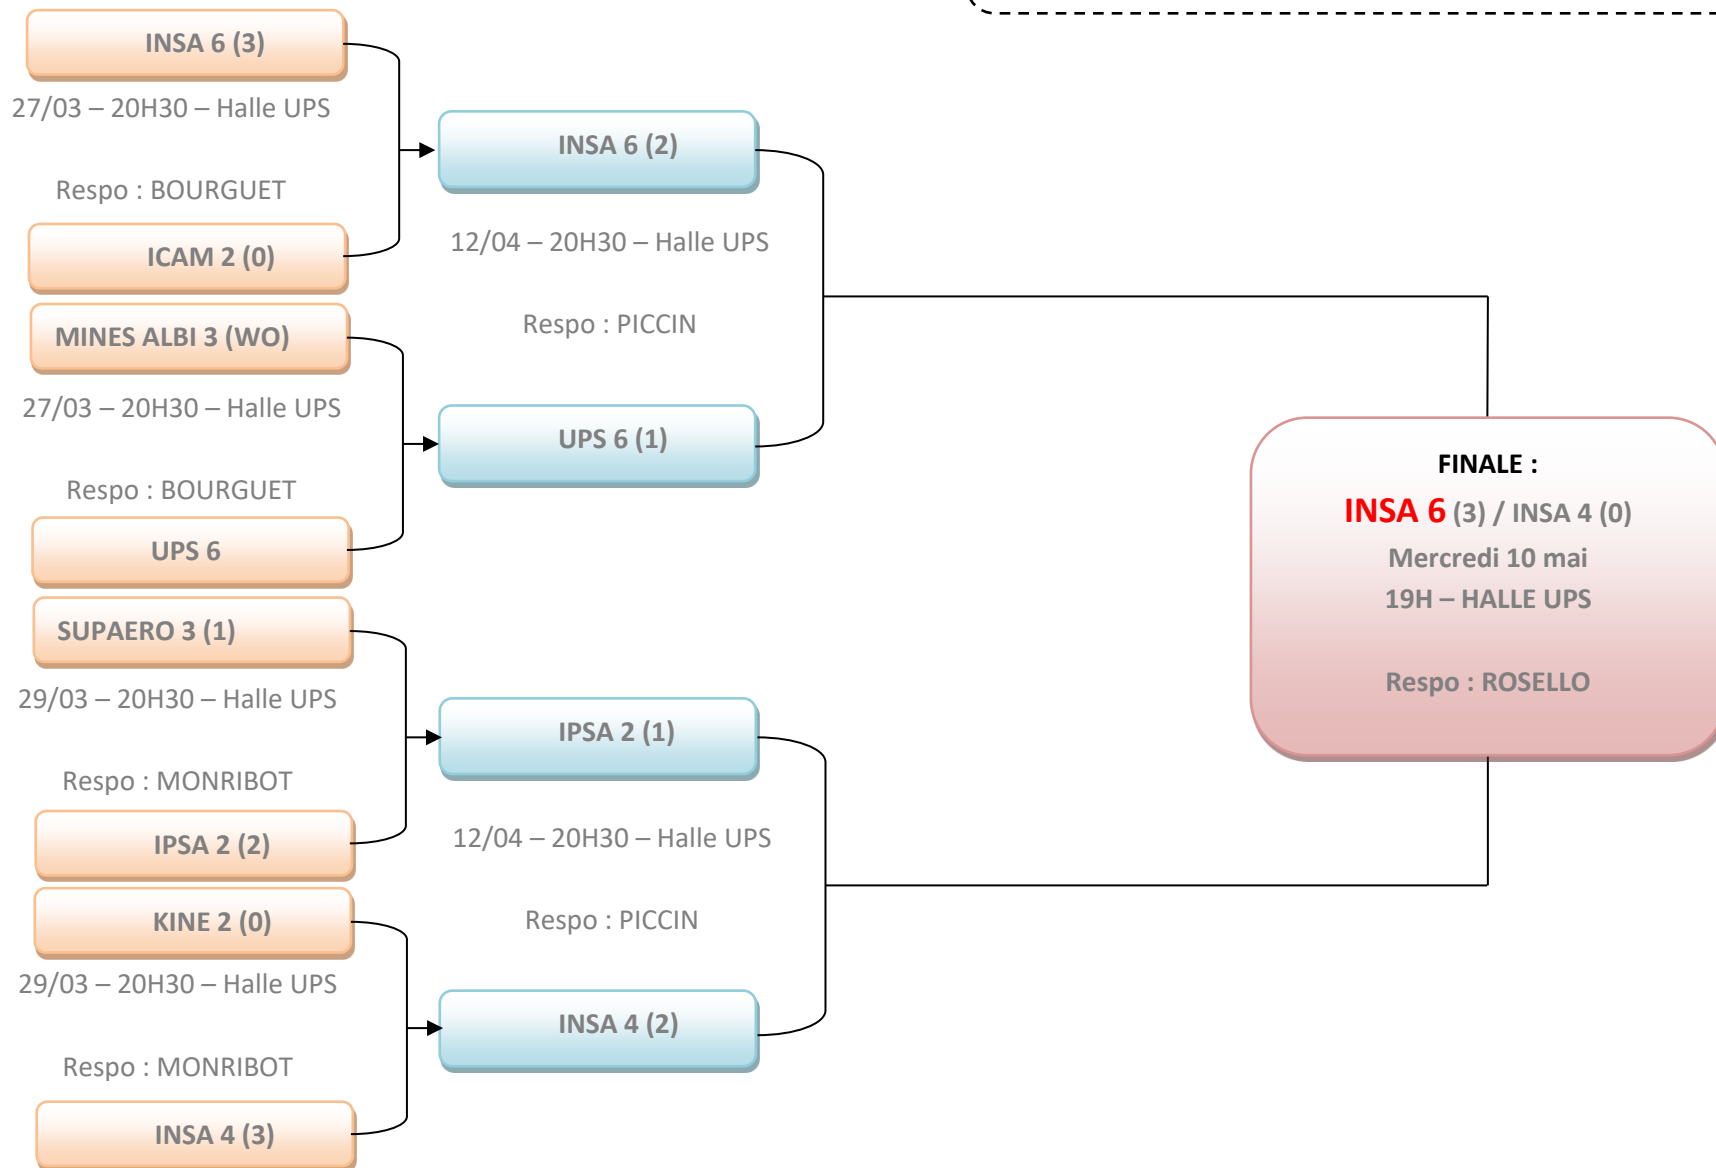 INSA 6 (3)
27/03 – 20H30 – Halle UPS
Respo : BOURGUET
ICAM 2 (0)
MINES ALBI 3 (WO)
27/03 – 20H30 – Halle UPS
Respo : BOURGUET
UPS 6
SUPAERO 3 (1)
29/03 – 20H30 – Halle UPS
Respo : MONRIBOT
IPSA 2 (2)
KINE 2 (0)
29/03 – 20H30 – Halle UPS
Respo : MONRIBOT
INSA 4 (3)
INSA 6 (2)
12/04 – 20H30 – Halle UPS
Respo : PICCIN
UPS 6 (1)
IPSA 2 (1)
12/04 – 20H30 – Halle UPS
Respo : PICCIN
INSA 4 (2)
FINALE :
INSA 6 (3) / INSA 4 (0)
Mercredi 10 mai
19H – HALLE UPS
Respo : ROSELLO